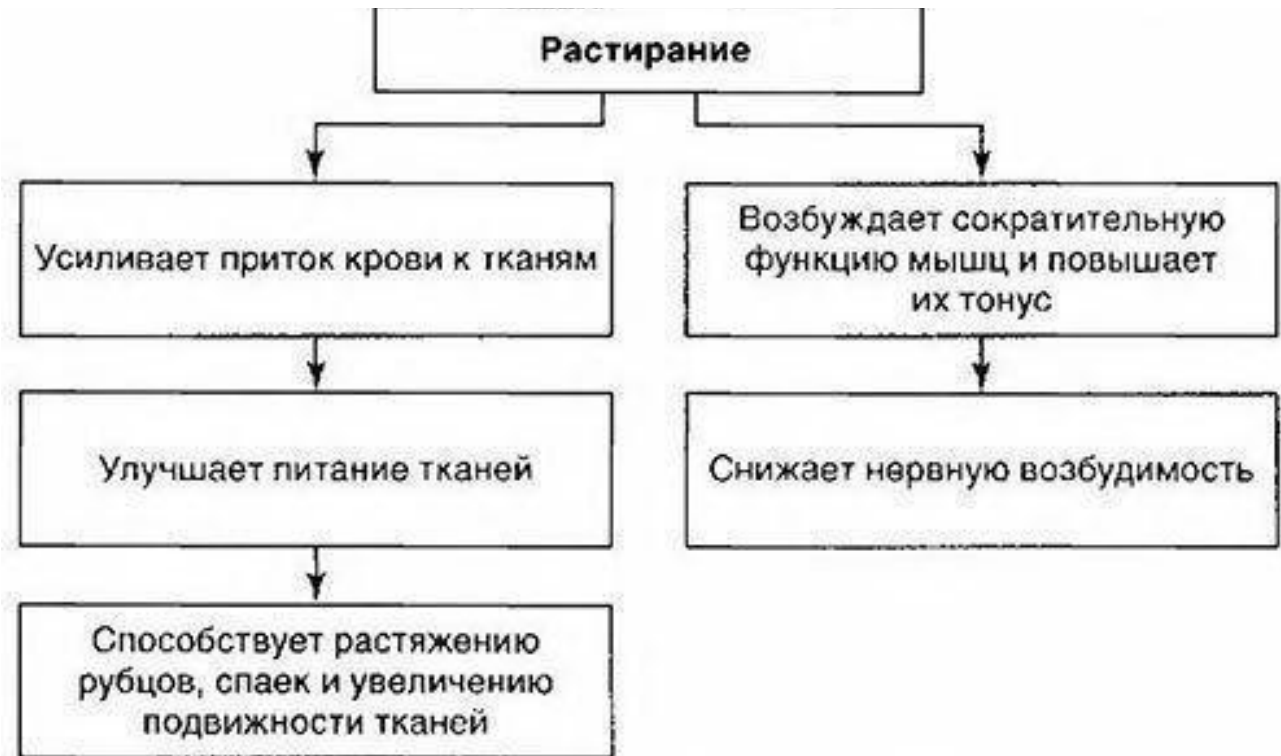 Растирание
Усиливает приток крови к тканям
Возбуждает сократительную
функцию мышц и повышает
их тонус
Улучшает питание тканей
Снижает нервную возбудимость
Способствует растяжению
рубцов, спаек и увеличению
подвижности тканей